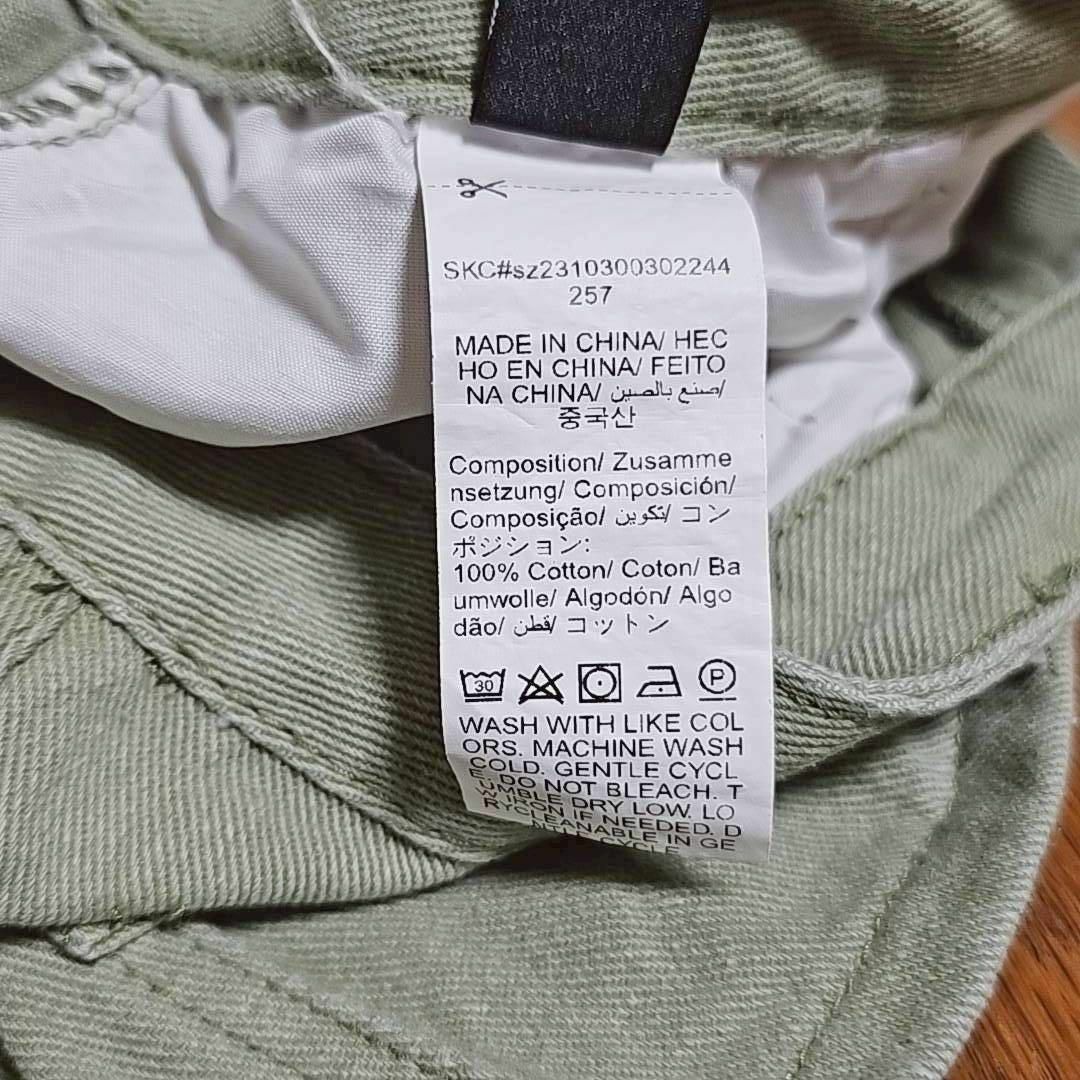 SKC#sz2310300302244
257
MADE IN CHINA/ HEC
HO EN CHINA/ FEITO
NA CHINA/ صنع بالصين/
중국산
Composition/ Zusamme
nsetzung/ Composición/
Composição/ تكوين/ コン
ポジション:
100% Cotton/ Coton/ Ba
umwolle/ Algodón/ Algo
dão/ قطن/ コットン
30 P
WASH WITH LIKE COL
ORS. MACHINE WASH
COLD. GENTLE CYCL
E. DO NOT BLEACH. T
UMBLE DRY LOW. LO
W IRON IF NEEDED. D
RYCLEANABLE IN GE
NTLE CYCLE